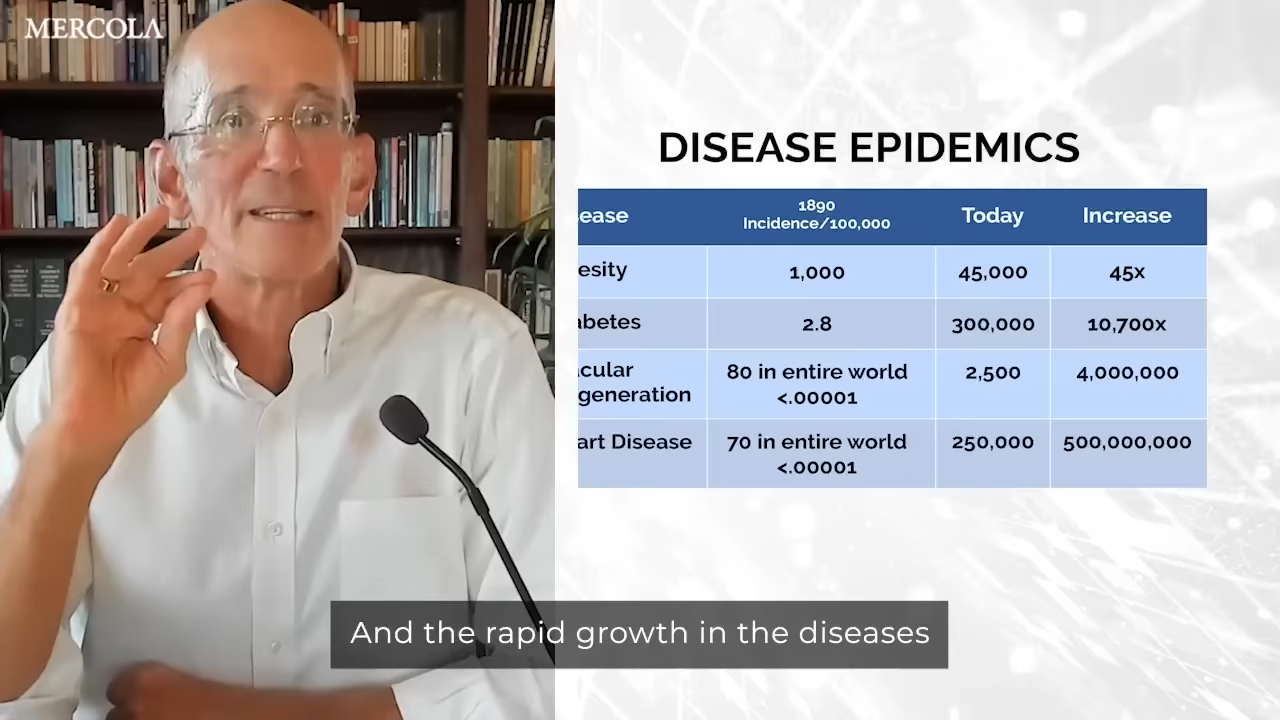 MERCOLA
DISEASE EPIDEMICS
sease 1890 Incidence/100,000 Today Increase
esity 1,000 45,000 45x
abetes 2.8 300,000 10,700x
cular generation 80 in entire world <.00001 2,500 4,000,000
art Disease 70 in entire world <.00001 250,000 500,000,000
And the rapid growth in the diseases